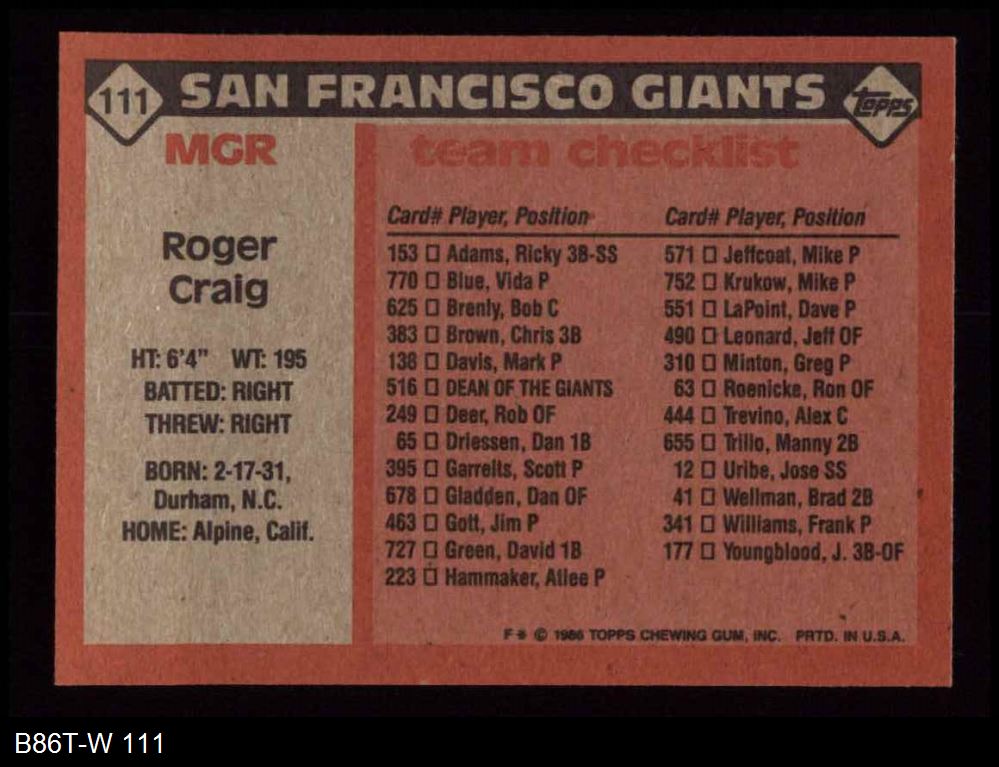 111 SAN FRANCISCO GIANTS Topps
MGR
Roger
Craig
HT: 6'4" WT: 195
BATTED: RIGHT
THREW: RIGHT
BORN: 2-17-31,
Durham, N.C.
HOME: Alpine, Calif.
team checklist
Card# Player, Position
153 Adams, Ricky 3B-SS
770 Blue, Vida P
625 Brenly, Bob C
383 Brown, Chris 3B
138 Davis, Mark P
516 DEAN OF THE GIANTS
249 Deer, Rob OF
65 Driessen, Dan 1B
395 Garrelts, Scott P
678 Gladden, Dan OF
463 Gott, Jim P
727 Green, David 1B
223 Hammaker, Atlee P
Card# Player, Position
571 Jeffcoat, Mike P
752 Krukow, Mike P
551 LaPoint, Dave P
490 Leonard, Jeff OF
310 Minton, Greg P
63 Roenicke, Ron OF
444 Trevino, Alex C
655 Trillo, Manny 2B
12 Uribe, Jose SS
41 Wellman, Brad 2B
341 Williams, Frank P
177 Youngblood, J. 3B-OF
F * © 1986 TOPPS CHEWING GUM, INC. PRTD. IN U.S.A.
B86T-W 111